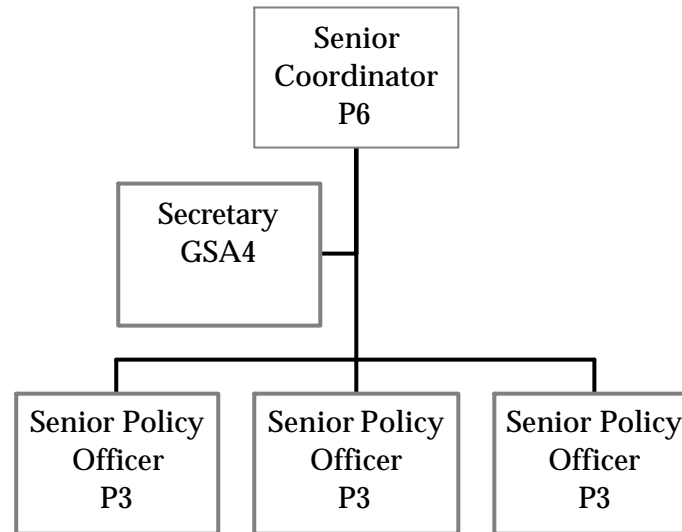 Senior
Coordinator
P6
Secretary
GSA4
Senior Policy
Officer
P3
Senior Policy
Officer
P3
Senior Policy
Officer
P3